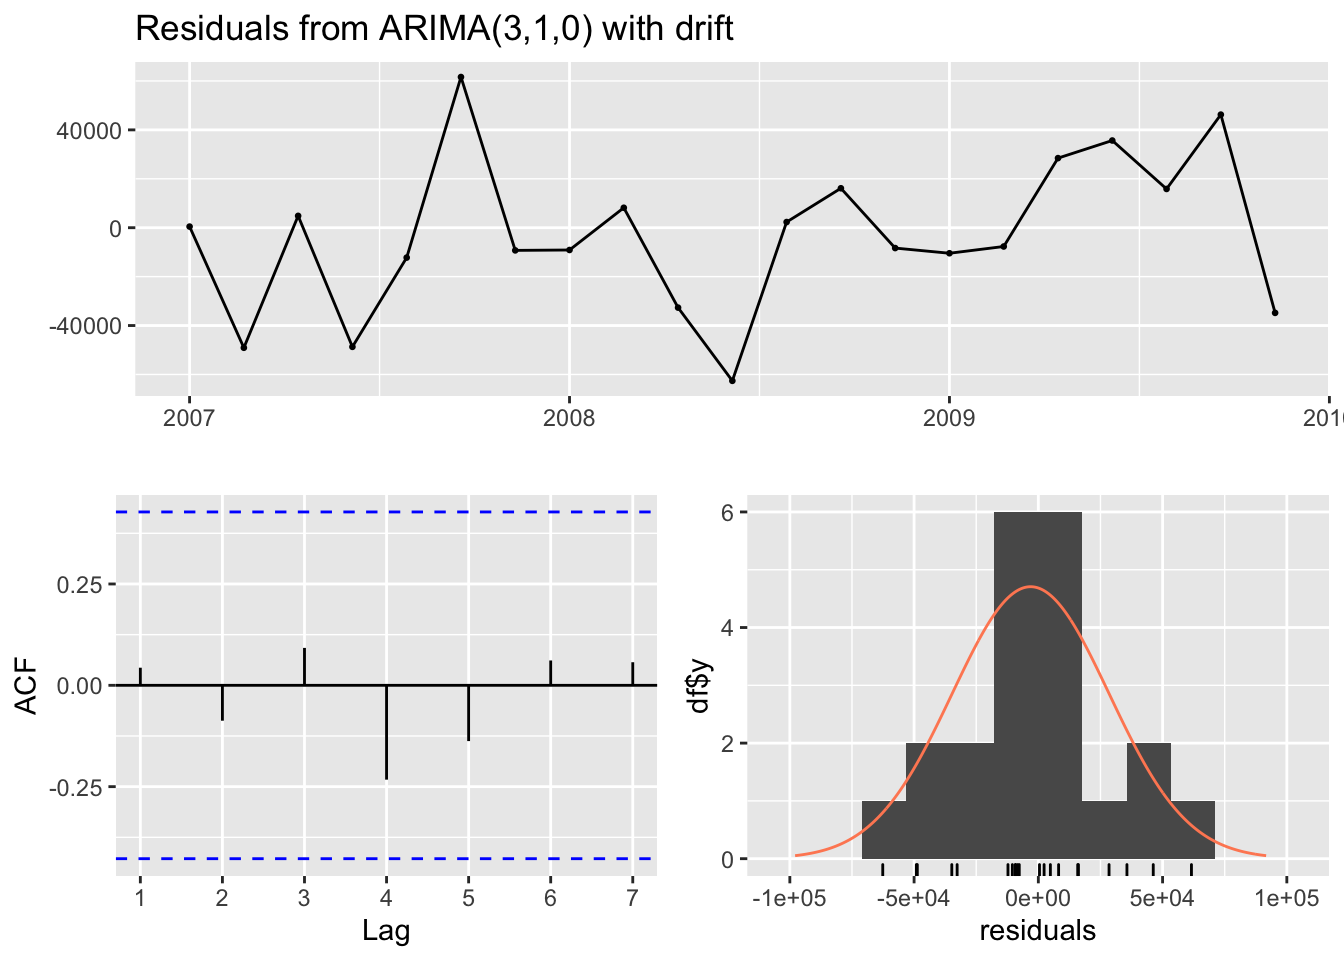 Residuals from ARIMA(3,1,0) with drift
40000
0
-40000
2007 2008 2009 2010
ACF
0.25
0.00
-0.25
1 2 3 4 5 6 7
Lag
df$y
6
4
2
0
-1e+05 -5e+04 0e+00 5e+04 1e+05
residuals